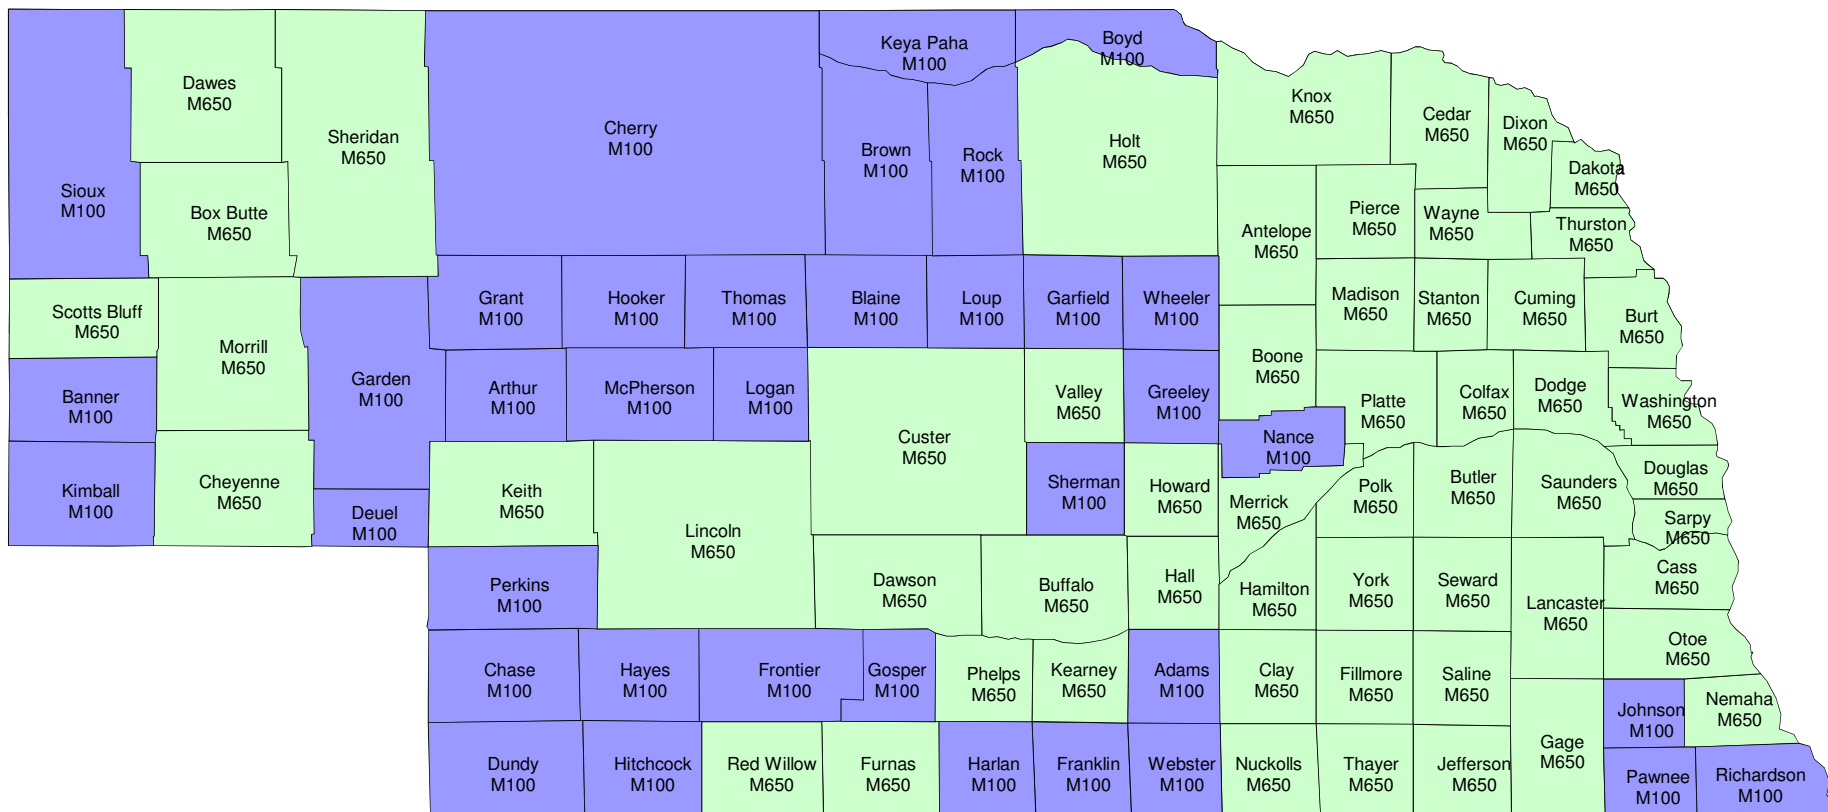 Sioux
M100
Dawes
M650
Box Butte
M650
Sheridan
M650
Cherry
M100
Keya Paha
M100
Boyd
M100
Brown
M100
Rock
M100
Holt
M650
Knox
M650
Cedar
M650
Dixon
M650
Dakota
M650
Antelope
M650
Pierce
M650
Wayne
M650
Thurston
M650
Scotts Bluff
M650
Morrill
M650
Garden
M100
Grant
M100
Hooker
M100
Thomas
M100
Blaine
M100
Loup
M100
Garfield
M100
Wheeler
M100
Boone
M650
Madison
M650
Stanton
M650
Cuming
M650
Burt
M650
Banner
M100
Arthur
M100
McPherson
M100
Logan
M100
Custer
M650
Valley
M650
Greeley
M100
Nance
M100
Platte
M650
Colfax
M650
Dodge
M650
Washington
M650
Kimball
M100
Cheyenne
M650
Deuel
M100
Keith
M650
Lincoln
M650
Sherman
M100
Howard
M650
Merrick
M650
Polk
M650
Butler
M650
Saunders
M650
Douglas
M650
Sarpy
M650
Perkins
M100
Dawson
M650
Buffalo
M650
Hall
M650
Hamilton
M650
York
M650
Seward
M650
Lancaster
M650
Cass
M650
Otoe
M650
Chase
M100
Hayes
M100
Frontier
M100
Gosper
M100
Phelps
M650
Kearney
M650
Adams
M100
Clay
M650
Fillmore
M650
Saline
M650
Johnson
M100
Nemaha
M650
Dundy
M100
Hitchcock
M100
Red Willow
M650
Furnas
M650
Harlan
M100
Franklin
M100
Webster
M100
Nuckolls
M650
Thayer
M650
Jefferson
M650
Gage
M650
Pawnee
M100
Richardson
M100